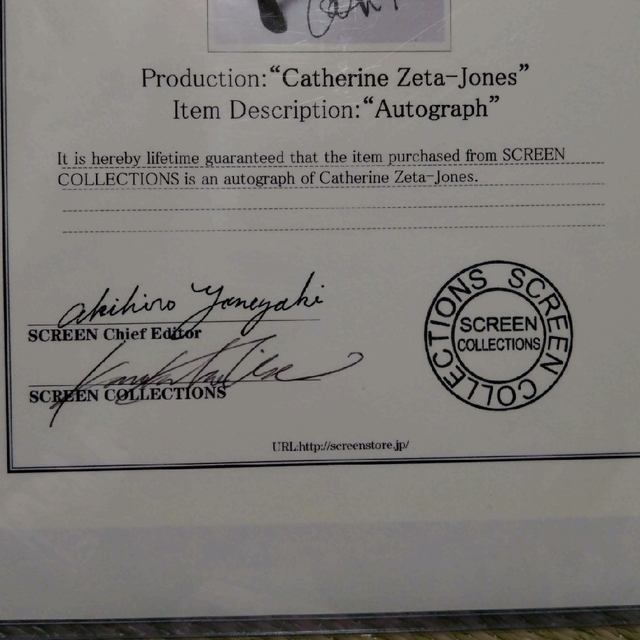 Production:“Catherine Zeta-Jones”
Item Description:“Autograph”
It is hereby lifetime guaranteed that the item purchased from SCREEN
COLLECTIONS is an autograph of Catherine Zeta-Jones.
akihiro
SCREEN Chief Editor
SCREEN COLLECTIONS
SCREEN COLLECTIONS
SCREEN
COLLECTIONS
URL:http://screenstore.jp/